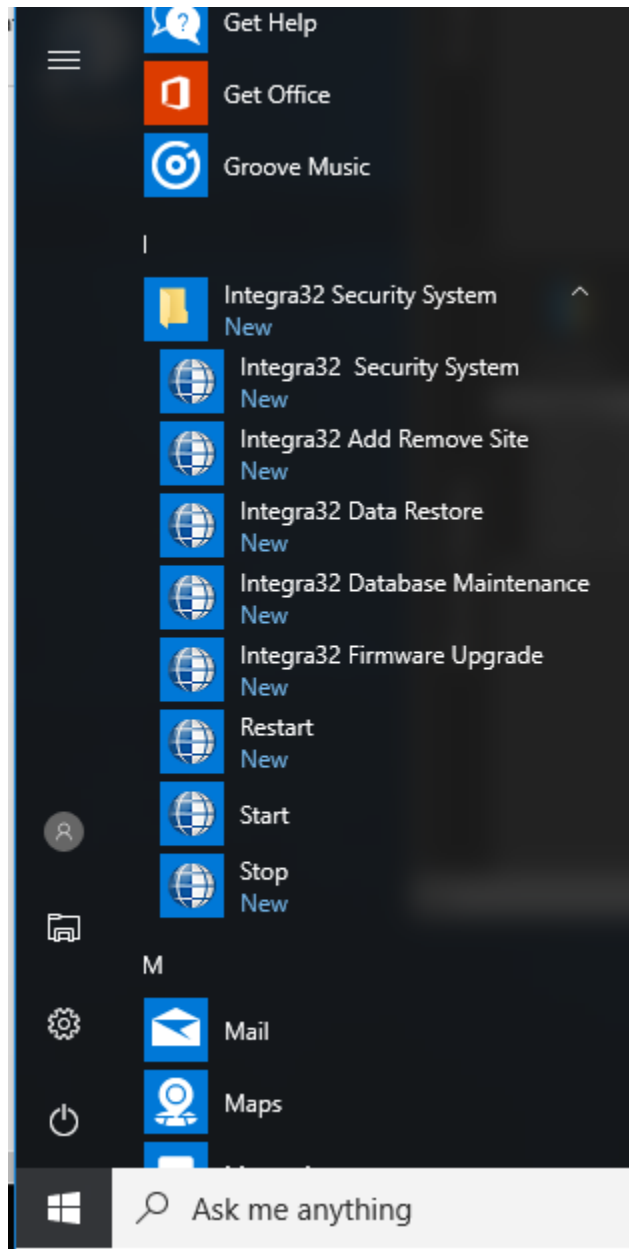 Get Help
Get Office
Groove Music
I
Integra32 Security System
New
Integra32  Security System
New
Integra32 Add Remove Site
New
Integra32 Data Restore
New
Integra32 Database Maintenance
New
Integra32 Firmware Upgrade
New
Restart
New
Start
Stop
New
M
Mail
Maps
Ask me anything